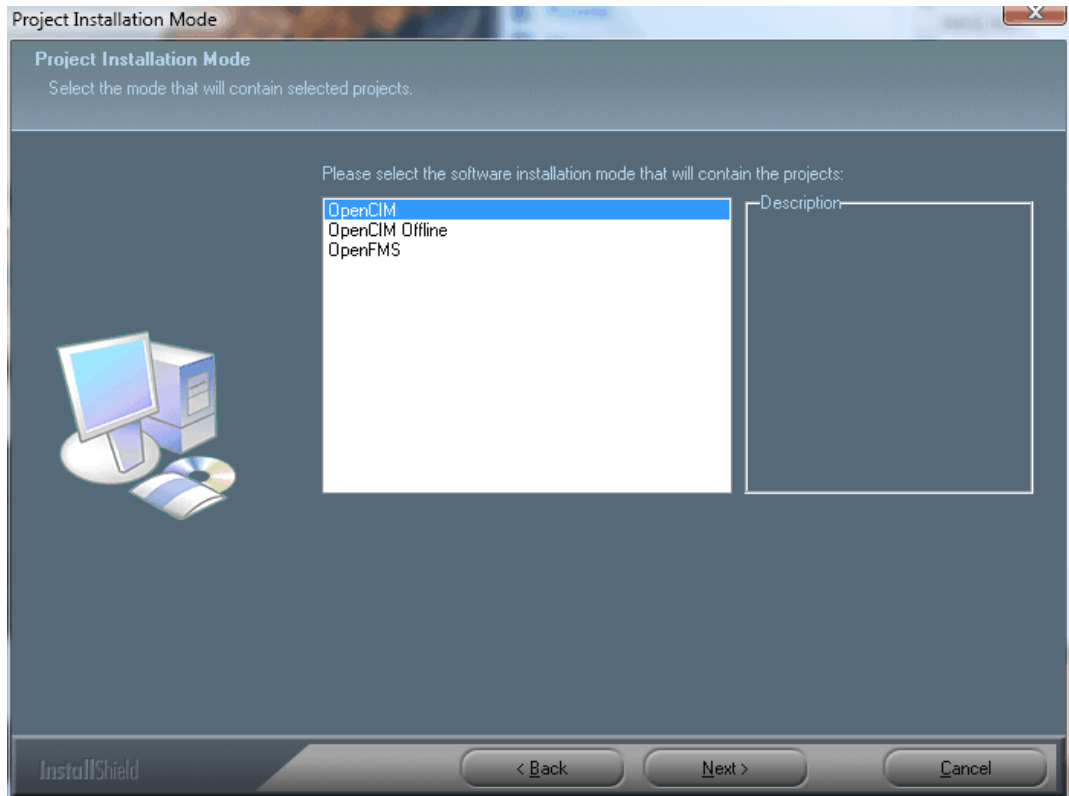 Project Installation Mode
Project Installation Mode
Select the mode that will contain selected projects.
Please select the software installation mode that will contain the projects:
OpenCIM
OpenCIM Offline
OpenFMS
Description
InstallShield
< Back
Next >
Cancel